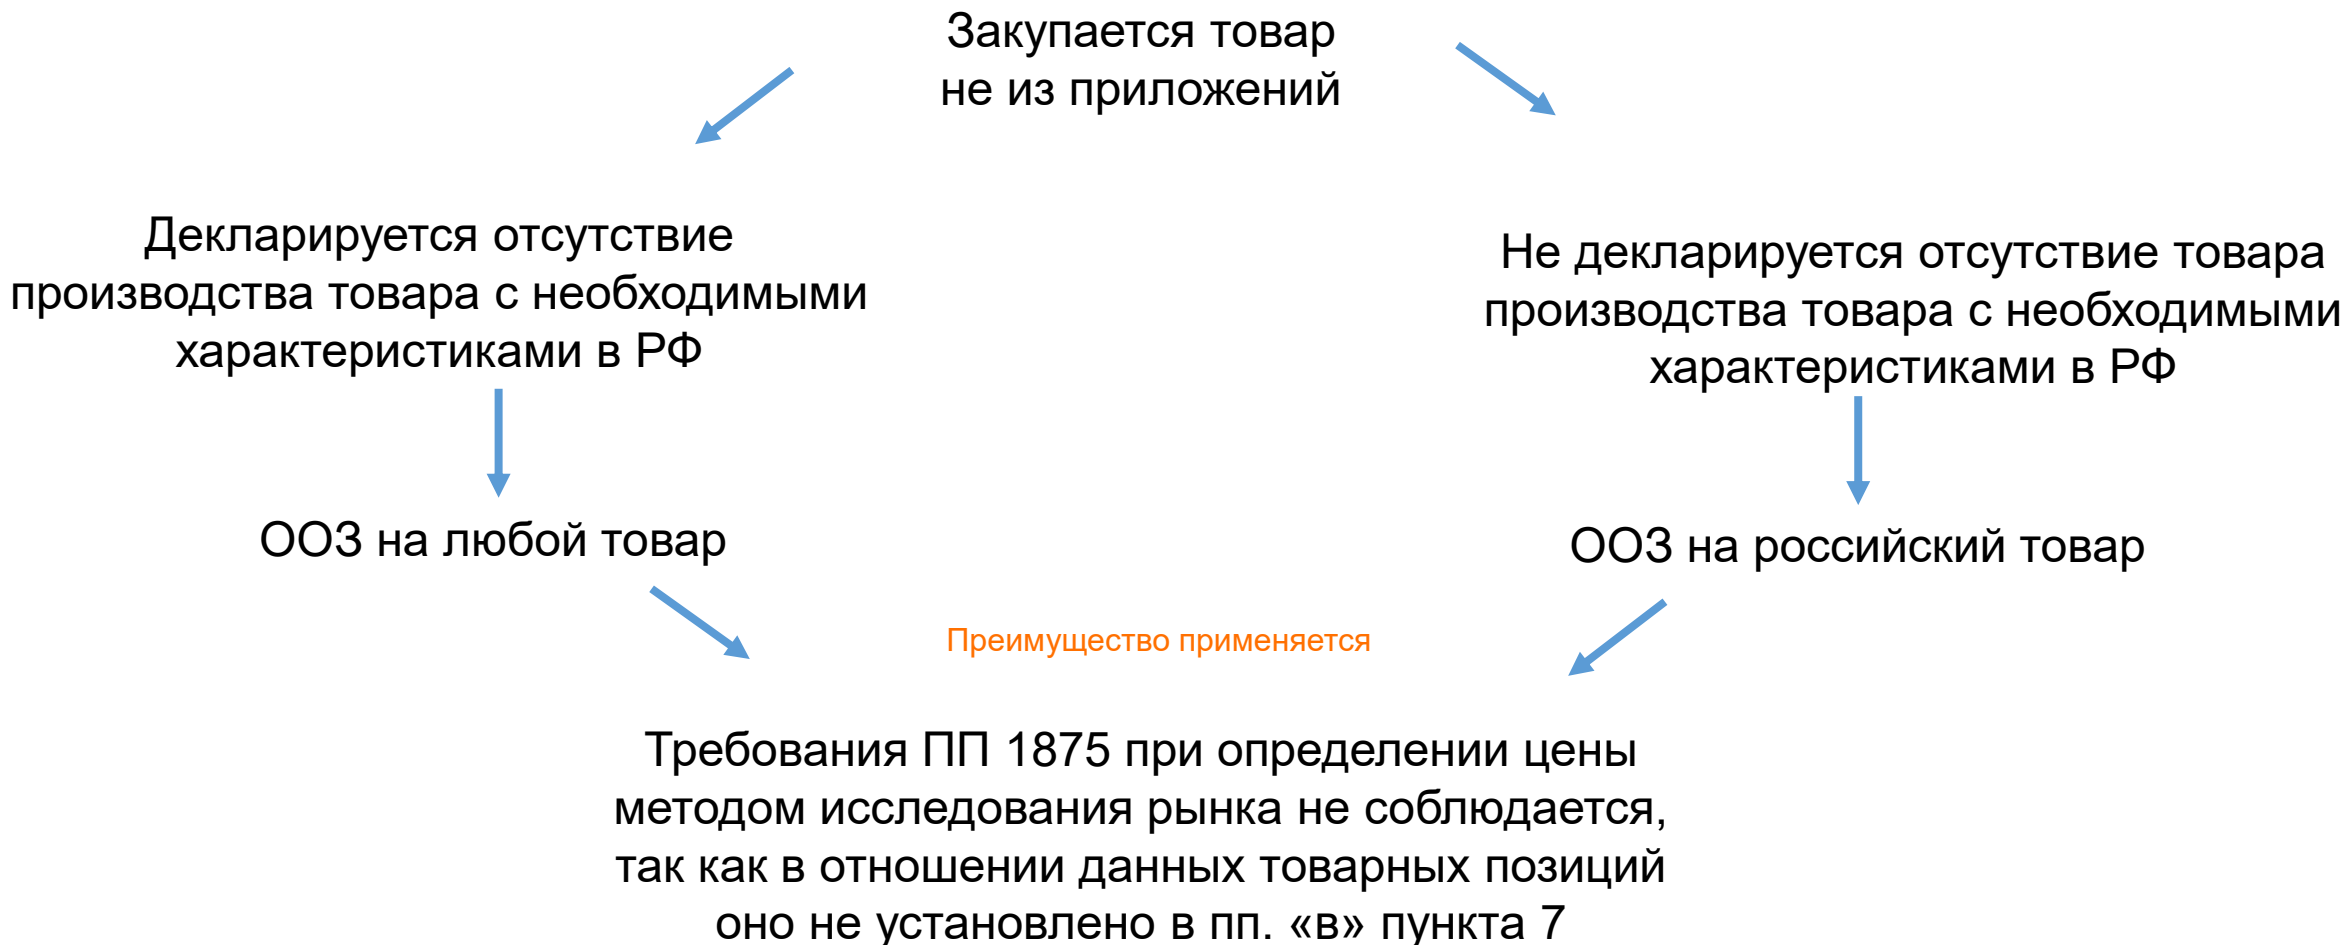 Закупается товар
не из приложений
Декларируется отсутствие
производства товара с необходимыми
характеристиками в РФ
Не декларируется отсутствие товара
производства товара с необходимыми
характеристиками в РФ
ООЗ на любой товар
ООЗ на российский товар
Преимущество применяется
Требования ПП 1875 при определении цены
методом исследования рынка не соблюдается,
так как в отношении данных товарных позиций
оно не установлено в пп. «в» пункта 7